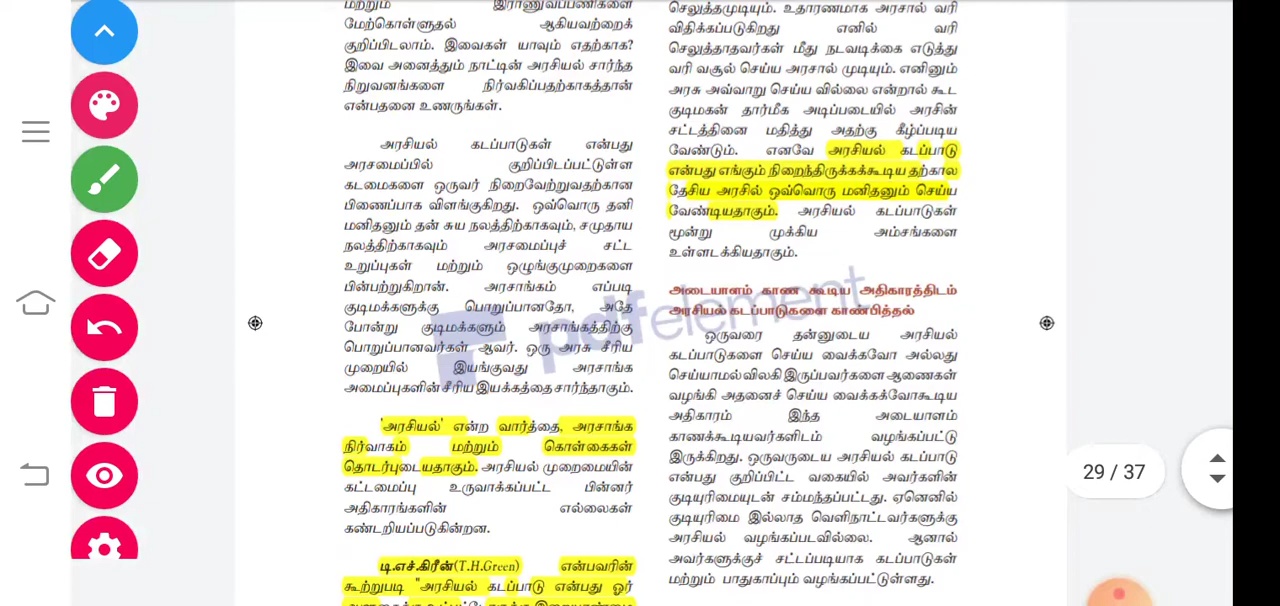 மற்றும் இராணுவப்பணிகளை
மேற்கொள்ளுதல் ஆகியவற்றைக்
குறிப்பிடலாம். இவைகள் யாவும் எதற்காக?
இவை அனைத்தும் நாட்டின் அரசியல் சார்ந்த
நிறுவனங்களை நிர்வகிப்பதற்காகத்தான்
என்பதனை உணருங்கள்.
அரசியல் கடப்பாடுகள் என்பது
அரசமைப்பில் குறிப்பிடப்பட்டுள்ள
கடமைகளை ஒருவர் நிறைவேற்றுவதற்கான
பிணைப்பாக விளங்குகிறது. ஒவ்வொரு தனி
மனிதனும் தன் சுய நலத்திற்காகவும், சமுதாய
நலத்திற்காகவும் அரசமைப்புச் சட்ட
உறுப்புகள் மற்றும் ஒழுங்குமுறைகளை
பின்பற்றுகிறான். அரசாங்கம் எப்படி
குடிமக்களுக்கு பொறுப்பானதோ, அதே
போன்று குடிமக்களும் அரசாங்கத்திற்கு
பொறுப்பானவர்கள் ஆவர். ஒரு அரசு சீரிய
முறையில் இயங்குவது அரசாங்க
அமைப்புகளின் சீரிய இயக்கத்தை சார்ந்தாகும்.
'அரசியல்' என்ற வார்த்தை, அரசாங்க
நிர்வாகம் மற்றும் கொள்கைகள்
தொடர்புடையதாகும். அரசியல் முறைமையின்
கட்டமைப்பு உருவாக்கப்பட்ட பின்னர்
அதிகாரங்களின் எல்லைகள்
கண்டறியப்படுகின்றன.
டி.எச்.கிரீன்(T.H.Green) என்பவரின்
கூற்றுபடி "அரசியல் கடப்பாடு என்பது ஓர்
செலுத்தமுடியும். உதாரணமாக அரசால் வரி
விதிக்கப்படுகிறது எனில் வரி
செலுத்தாதவர்கள் மீது நடவடிக்கை எடுத்து
வரி வசூல் செய்ய அரசால் முடியும். எனினும்
அரசு அவ்வாறு செய்ய வில்லை என்றால் கூட
குடிமகன் தார்மீக அடிப்படையில் அரசின்
சட்டத்தினை மதித்து அதற்கு கீழ்ப்படிய
வேண்டும். எனவே அரசியல் கடப்பாடு
என்பது எங்கும் நிறைந்திருக்கக்கூடிய தற்கால
தேசிய அரசில் ஒவ்வொரு மனிதனும் செய்ய
வேண்டியதாகும். அரசியல் கடப்பாடுகள்
மூன்று முக்கிய அம்சங்களை
உள்ளடக்கியதாகும்.
அடையாளம் காண கூடிய அதிகாரத்திடம்
அரசியல் கடப்பாடுகளை காண்பித்தல்
ஒருவரை தன்னுடைய அரசியல்
கடப்பாடுகளை செய்ய வைக்கவோ அல்லது
செய்யாமல் விலகி இருப்பவர்களை ஆணைகள்
வழங்கி அதனைச் செய்ய வைக்கவோகூடிய
அதிகாரம் இந்த அடையாளம்
காணக்கூடியவர்களிடம் வழங்கப்பட்டு
இருக்கிறது. ஒருவருடைய அரசியல் கடப்பாடு
என்பது குறிப்பிட்ட வகையில் அவர்களின்
குடியுரிமையுடன் சம்மந்தப்பட்டது. ஏனெனில்
குடியுரிமை இல்லாத வெளிநாட்டவர்களுக்கு
அரசியல் வழங்கப்படவில்லை. ஆனால்
அவர்களுக்குச் சட்டப்படியாக கடப்பாடுகள்
மற்றும் பாதுகாப்பும் வழங்கப்பட்டுள்ளது.
pdfelement
29 / 37